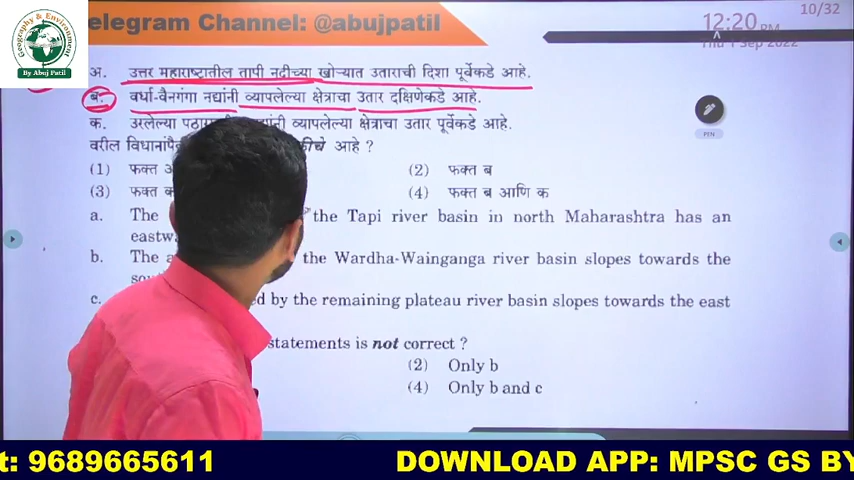 elegram Channel: @abujpatil
10/32
12:20 PM
Thu 1 Sep 2022
Geography & Environment
By Abuj Patil
अ. उत्तर महाराष्ट्रातील तापी नदीच्या खोऱ्यात उताराची दिशा पूर्वेकडे आहे.
ब. वर्धा-वैनगंगा नद्यांनी व्यापलेल्या क्षेत्राचा उतार दक्षिणेकडे आहे.
क. उरलेल्या व्यापलेल्या क्षेत्राचा उतार पूर्वेकडे आहे.
वरील आहे ?
(1) फक्त
(2) फक्त ब
(3) फक्त
(4) फक्त ब आणि क
PEN
a. The the Tapi river basin in north Maharashtra has an
b. The the Wardha-Wainganga river basin slopes towards the
c. by the remaining plateau river basin slopes towards the east
statements is not correct ?
(2) Only b
(4) Only b and c
t: 9689665611 DOWNLOAD APP: MPSC GS BY